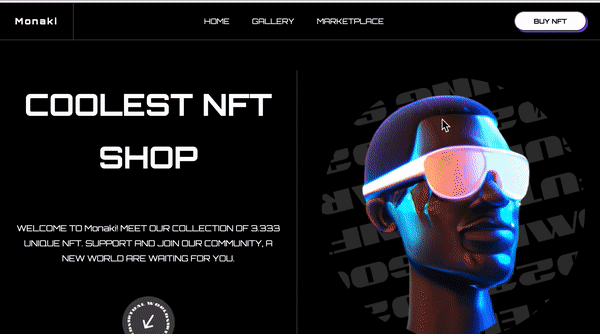 Monaki
HOME
GALLERY
MARKETPLACE
BUY NFT
COOLEST NFT
SHOP
WELCOME TO Monaki! MEET OUR COLLECTION OF 3.333
UNIQUE NFT. SUPPORT AND JOIN OUR COMMUNITY, A
NEW WORLD ARE WAITING FOR YOU.